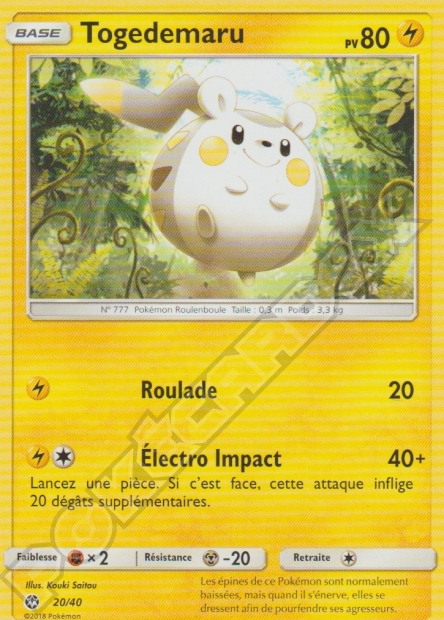 BASE Togedemaru PV80
N° 777 Pokémon Roulenboule Taille : 0,3 m Poids : 3,3 kg
Roulade 20
Électro Impact 40+
Lancez une pièce. Si c'est face, cette attaque inflige
20 dégâts supplémentaires.
Faiblesse ×2 Résistance -20 Retraite
Illus. Kouki Saitou
20/40
©2018 Pokémon
Les épines de ce Pokémon sont normalement
baissées, mais quand il s'énerve, elles se
dressent afin de pourfendre ses agresseurs.